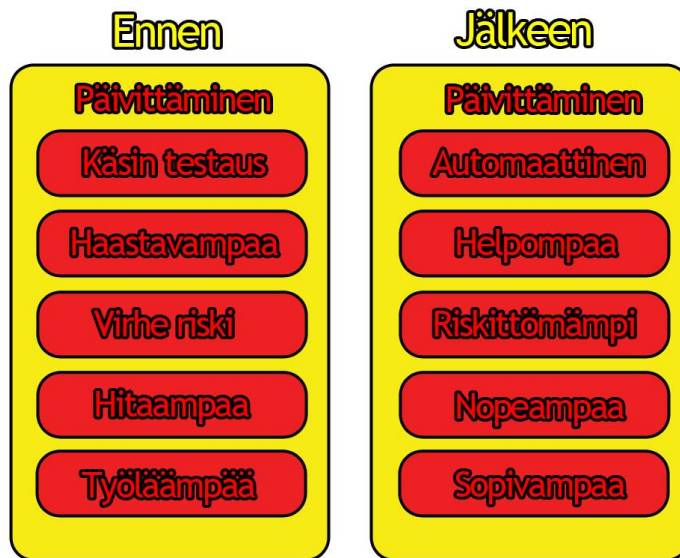 Ennen
Päivittäminen
Käsin testaus
Haastavampaa
Virhe riski
Hitaampaa
Työläämpää
Jälkeen
Päivittäminen
Automaattinen
Helpompaa
Riskittömämpi
Nopeampaa
Sopivampaa